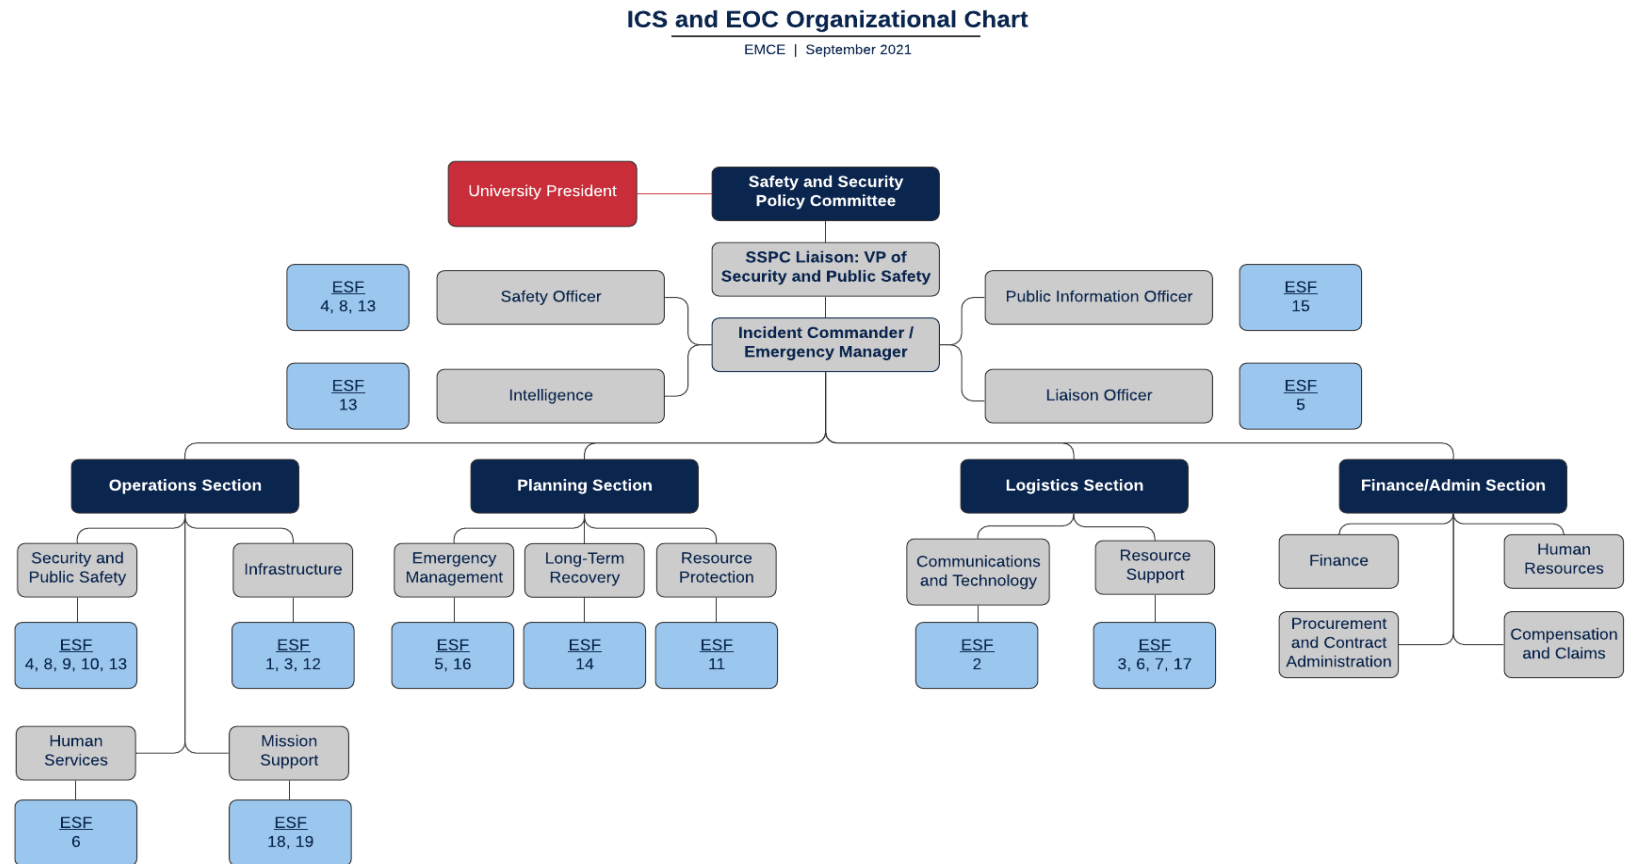 ICS and EOC Organizational Chart
EMCE | September 2021
University President
Safety and Security
Policy Committee
SSPC Liaison: VP of
Security and Public Safety
ESF
4, 8, 13
Safety Officer
Public Information Officer
ESF
15
Incident Commander /
Emergency Manager
ESF
13
Intelligence
Liaison Officer
ESF
5
Operations Section
Planning Section
Logistics Section
Finance/Admin Section
Security and
Public Safety
Infrastructure
Emergency
Management
Long-Term
Recovery
Resource
Protection
Communications
and Technology
Resource
Support
Finance
Human
Resources
ESF
4, 8, 9, 10, 13
ESF
1, 3, 12
ESF
5, 16
ESF
14
ESF
11
ESF
2
ESF
3, 6, 7, 17
Procurement
and Contract
Administration
Compensation
and Claims
Human
Services
Mission
Support
ESF
6
ESF
18, 19